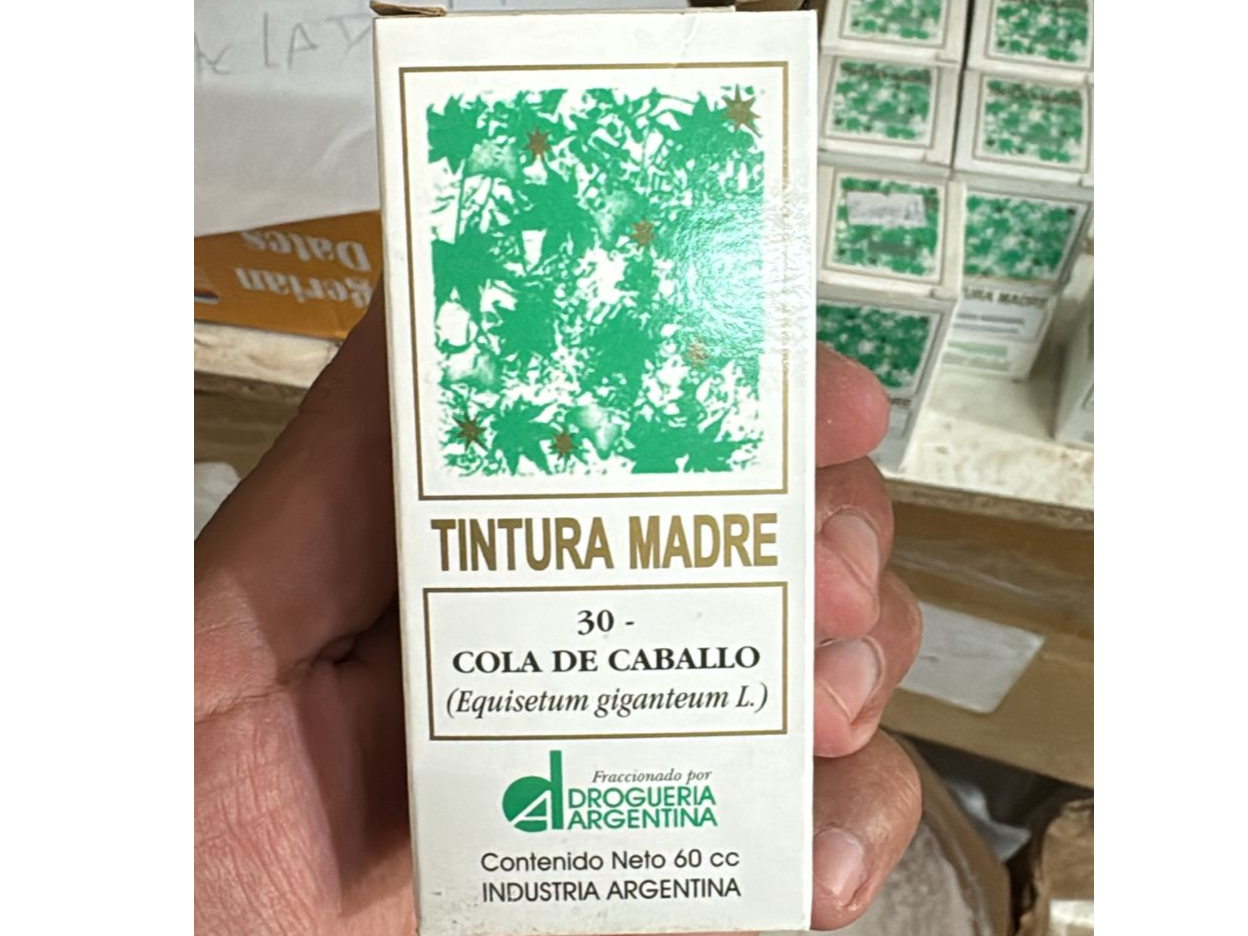 TINTURA MADRE
30 -
COLA DE CABALLO
(Equisetum giganteum L.)
Fraccionado por
DROGUERIA
ARGENTINA
Contenido Neto 60 cc
INDUSTRIA ARGENTINA
gerian
Dates
MADRE